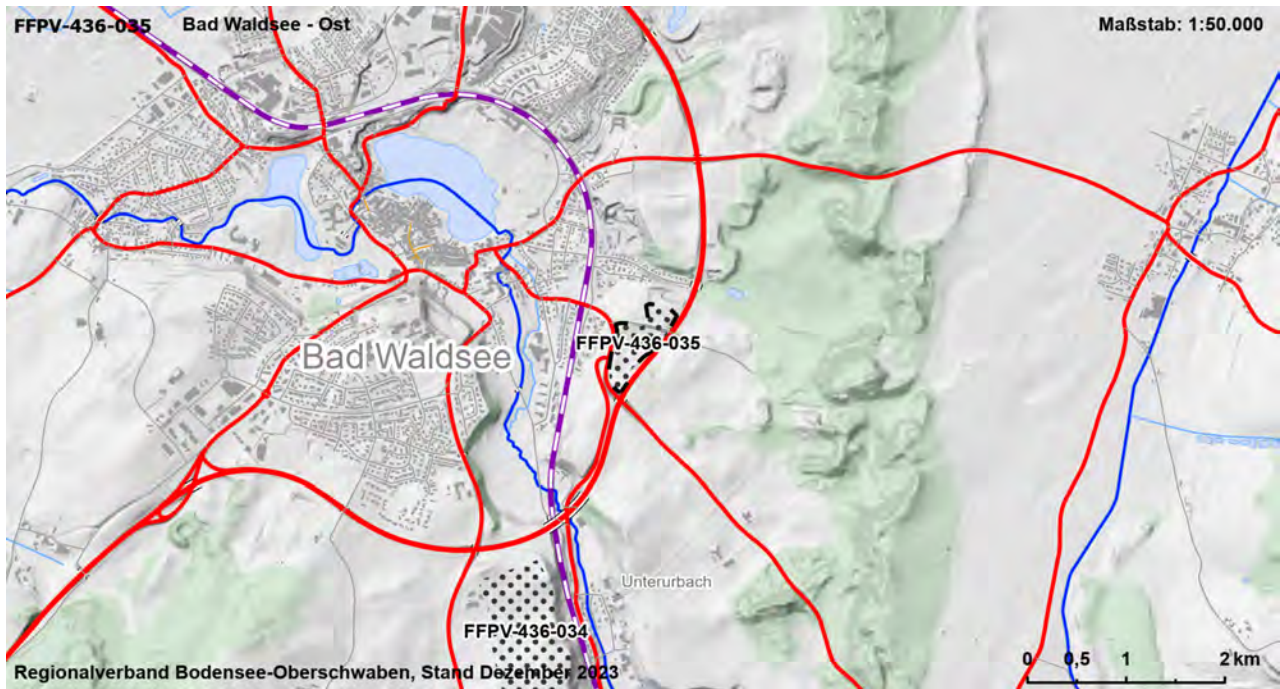 FFPV-436-035 Bad Waldsee - Ost Maßstab: 1:50.000
FFPV-436-035
Bad Waldsee
Unterurbach
FFPV-436-034
0 0,5 1 2 km
Regionalverband Bodensee-Oberschwaben, Stand Dezember 2023